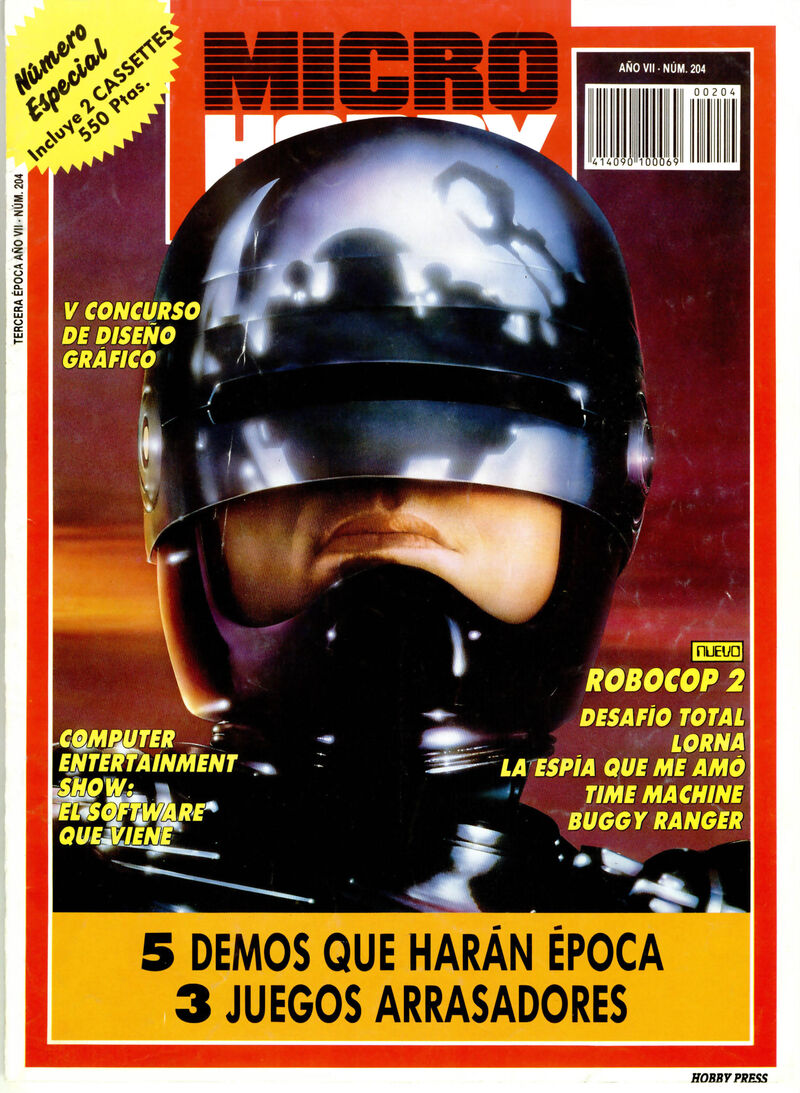 Número
Especial
Incluye 2 CASSETTES
550 Ptas.
MICRO
HOBBY
AÑO VII - NÚM. 204
00204
414090 100069
TERCERA ÉPOCA AÑO VII - NÚM. 204
V CONCURSO
DE DISEÑO
GRÁFICO
NUEVO
ROBOCOP 2
DESAFÍO TOTAL
LORNA
LA ESPÍA QUE ME AMÓ
TIME MACHINE
BUGGY RANGER
COMPUTER
ENTERTAINMENT
SHOW:
EL SOFTWARE
QUE VIENE
5 DEMOS QUE HARÁN ÉPOCA
3 JUEGOS ARRASADORES
HOBBY PRESS